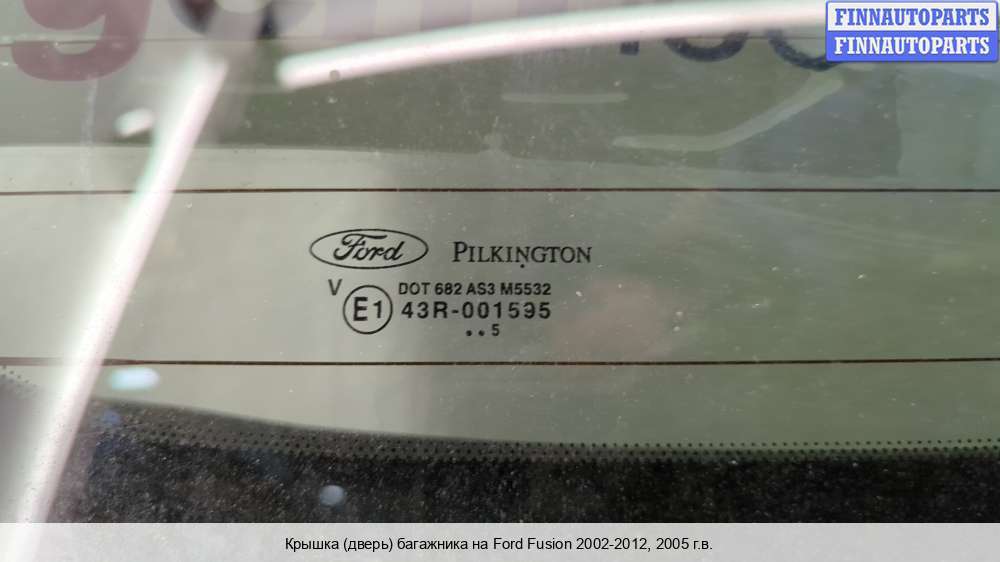 FINNAUTOPARTS
FINNAUTOPARTS
Ford PILKINGTON
V DOT 682 AS3 M5532
E1 43R-001595
..5
Крышка (дверь) багажника на Ford Fusion 2002-2012, 2005 г.в.